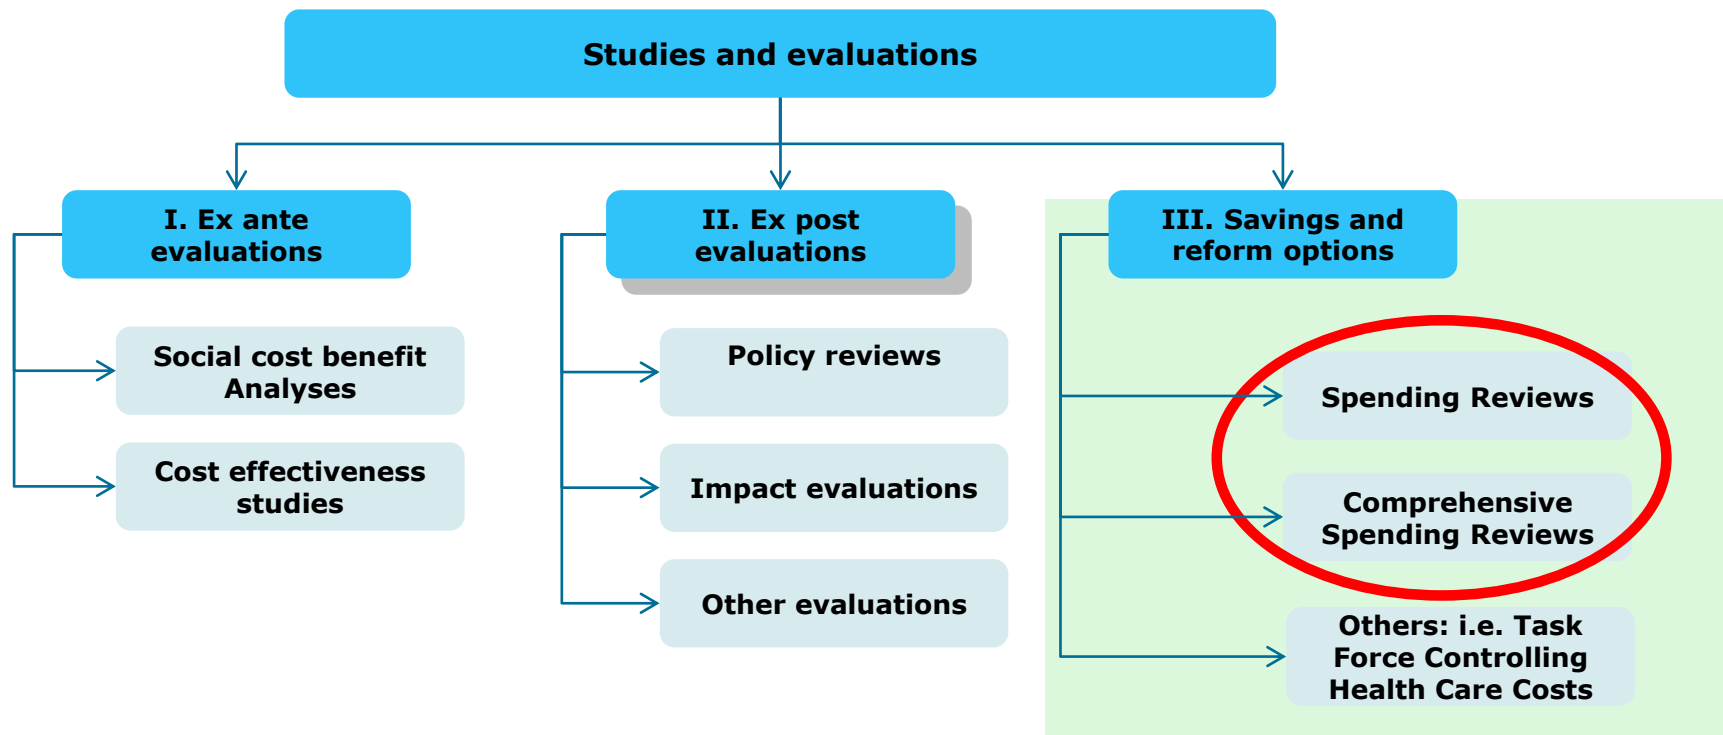 Studies and evaluations
I. Ex ante
evaluations
Social cost benefit
Analyses
Cost effectiveness
studies
II. Ex post
evaluations
Policy reviews
Impact evaluations
Other evaluations
III. Savings and
reform options
Spending Reviews
Comprehensive
Spending Reviews
Others: i.e. Task
Force Controlling
Health Care Costs